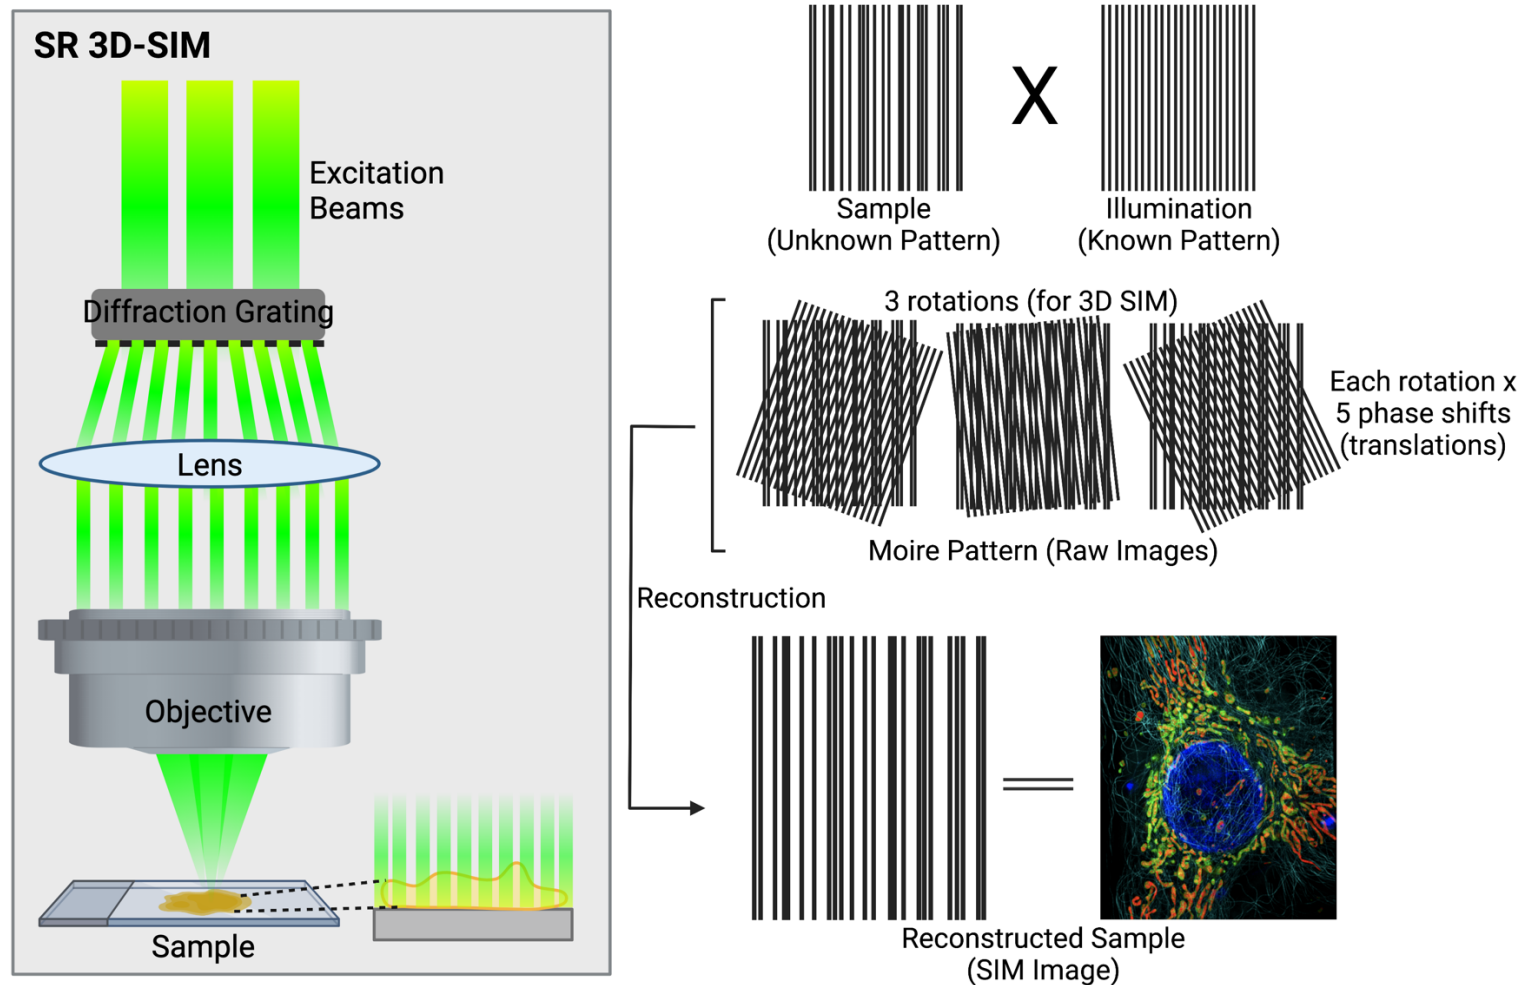 SR 3D-SIM
Excitation
Beams
Diffraction Grating
Lens
Objective
Sample
X
Sample
(Unknown Pattern)
Illumination
(Known Pattern)
3 rotations (for 3D SIM)
Each rotation x
5 phase shifts
(translations)
Moire Pattern (Raw Images)
Reconstruction
Reconstructed Sample
(SIM Image)